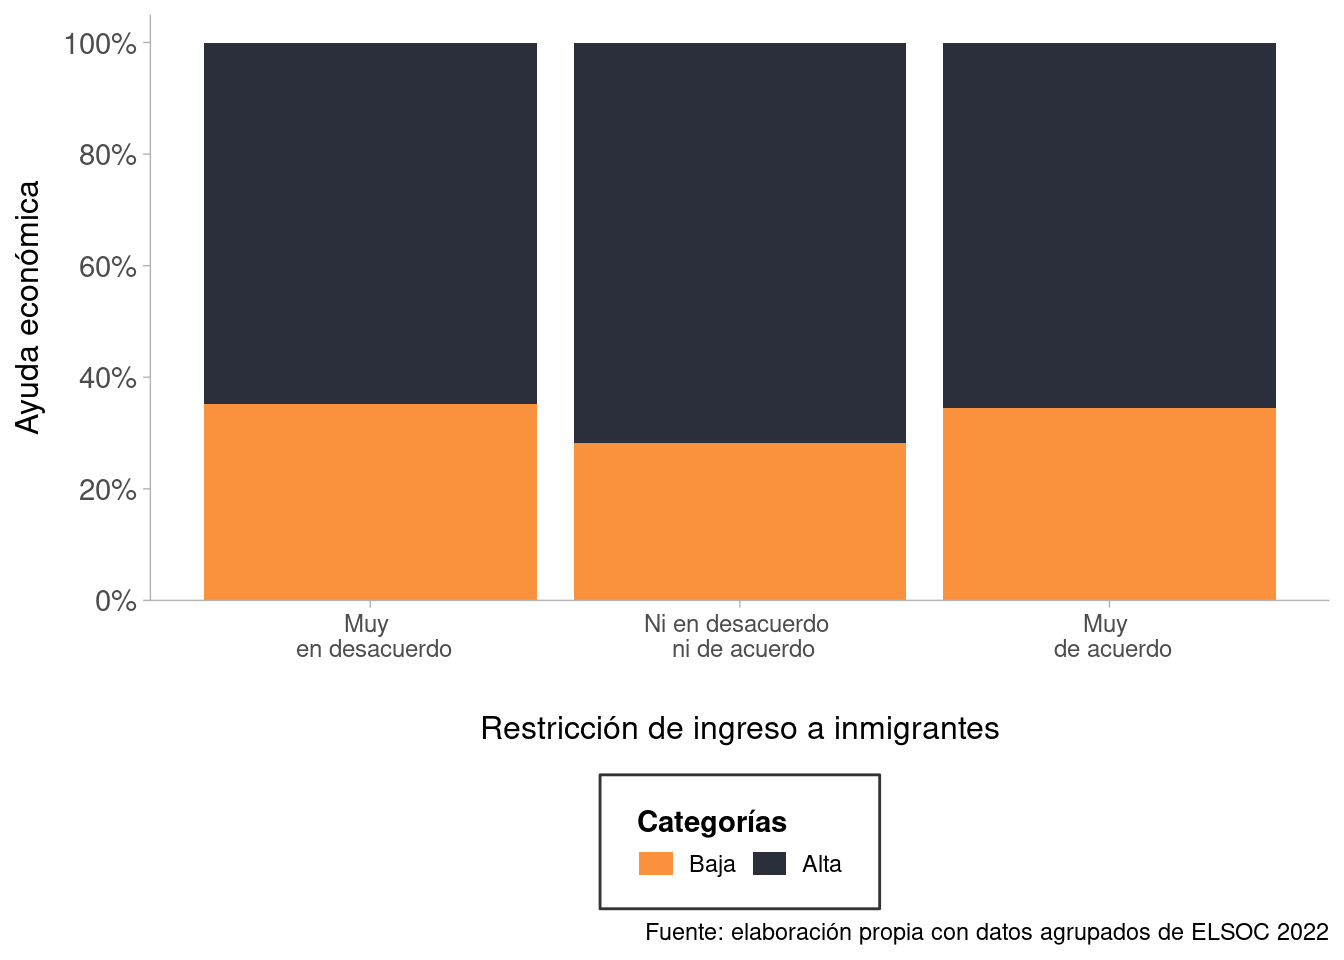 Ayuda económica
100%
80%
60%
40%
20%
0%
Muy
en desacuerdo
Ni en desacuerdo
ni de acuerdo
Muy
de acuerdo
Restricción de ingreso a inmigrantes
Categorías
Baja Alta
Fuente: elaboración propia con datos agrupados de ELSOC 2022